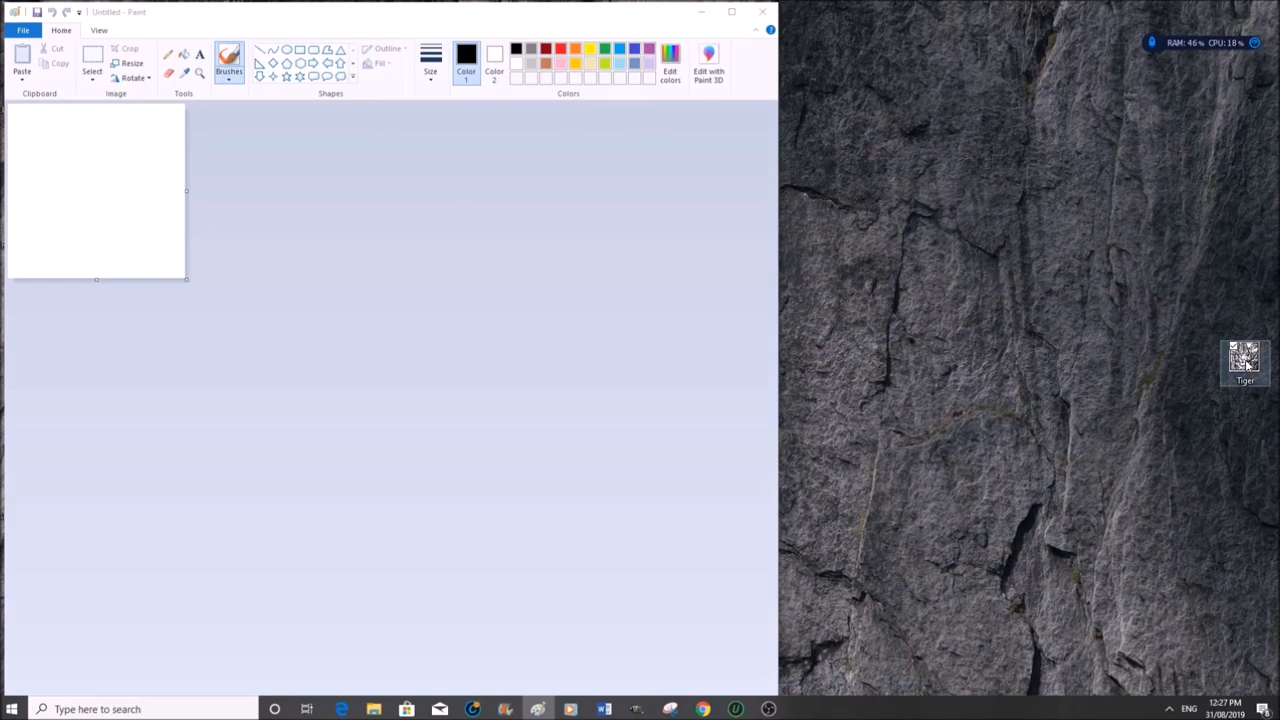 Untitled - Paint
File Home View
Paste
Cut
Copy
Clipboard
Select
Crop
Resize
Rotate
Image
A
Tools
Brushes
Outline
Fill
Shapes
Size
Color 1
Color 2
Colors
Edit colors
Edit with Paint 3D
RAM: 46% CPU:18%
Tiger
Type here to search
W
U
ENG
12:27 PM
31/08/2019